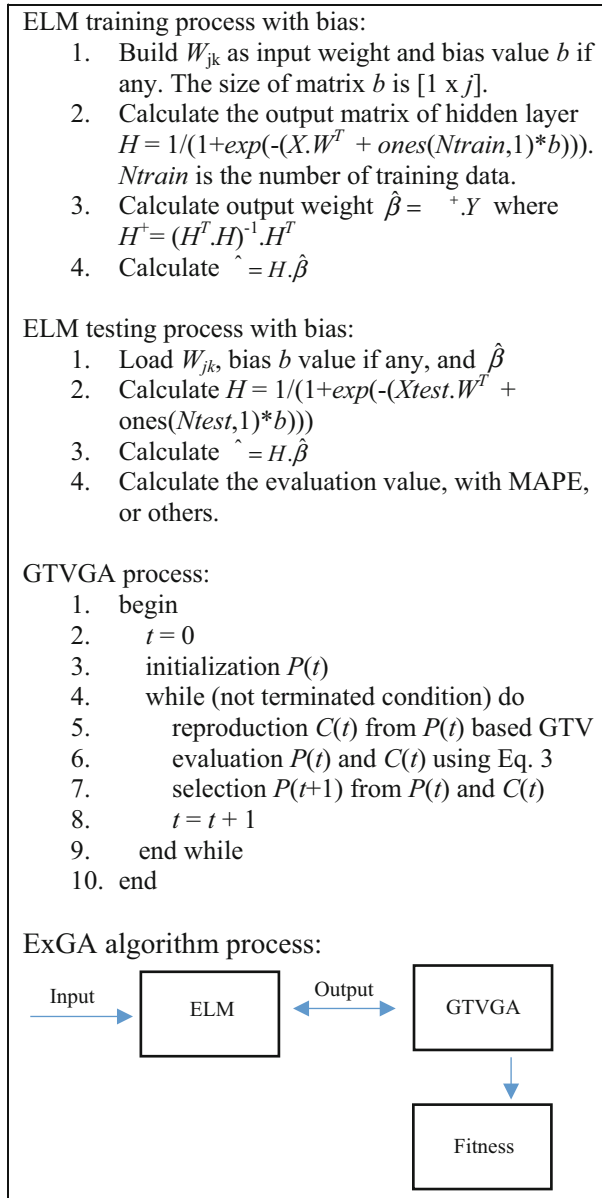 ELM training process with bias:
1. Build W_jk as input weight and bias value b if
any. The size of matrix b is [1 x j].
2. Calculate the output matrix of hidden layer
H = 1/(1+exp(-(X.W^T + ones(Ntrain,1)*b))).
Ntrain is the number of training data.
3. Calculate output weight β̂ = ⁺.Y where
H⁺= (H^T.H)^-1.H^T
4. Calculate ˆ = H.β̂
ELM testing process with bias:
1. Load W_jk, bias b value if any, and β̂
2. Calculate H = 1/(1+exp(-(Xtest.W^T +
ones(Ntest,1)*b)))
3. Calculate ˆ = H.β̂
4. Calculate the evaluation value, with MAPE,
or others.
GTVGA process:
1. begin
2. t = 0
3. initialization P(t)
4. while (not terminated condition) do
5. reproduction C(t) from P(t) based GTV
6. evaluation P(t) and C(t) using Eq. 3
7. selection P(t+1) from P(t) and C(t)
8. t = t + 1
9. end while
10. end
ExGA algorithm process:
Input
ELM
Output
GTVGA
Fitness